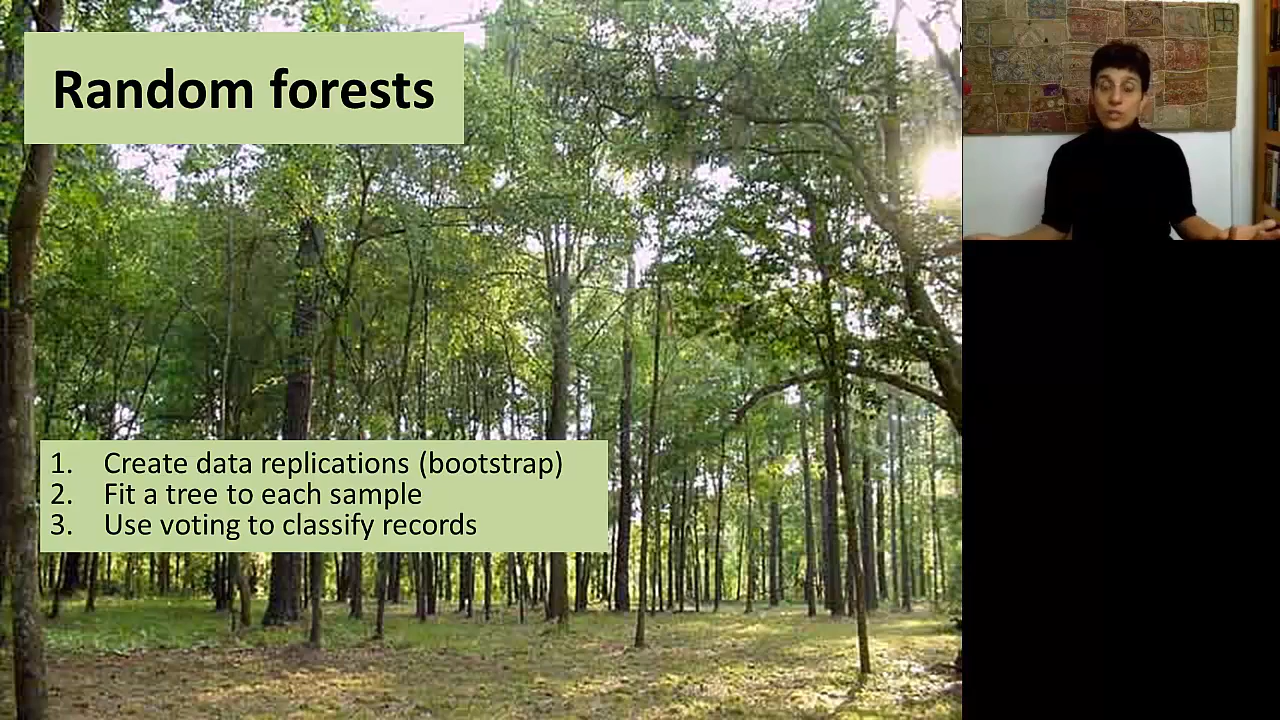 Random forests
1. Create data replications (bootstrap)
2. Fit a tree to each sample
3. Use voting to classify records